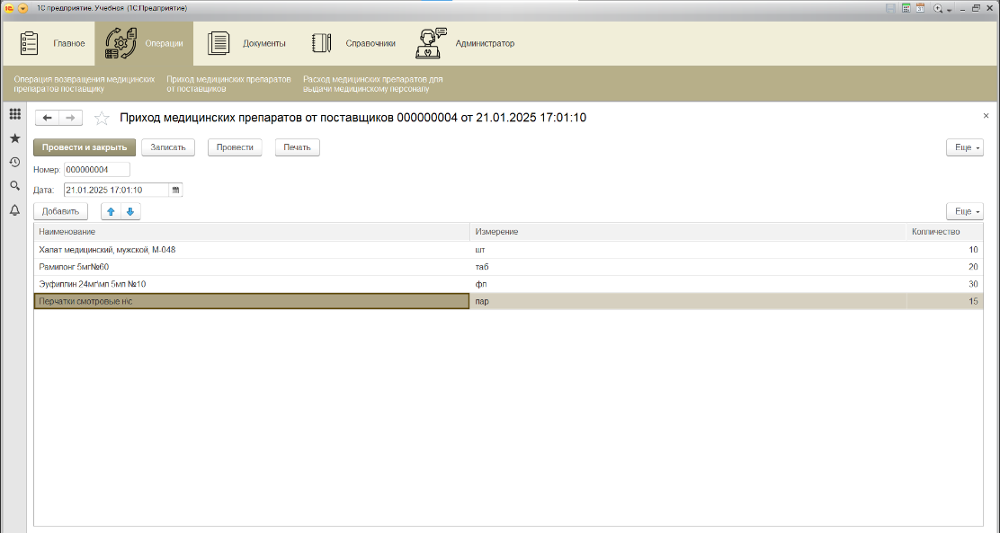 1С предприятие. Учебная (1С:Предприятие)
Главное
Операции
Документы
Справочники
Администратор
Операция возвращения медицинских Приход медицинских препаратов Расход медицинских препаратов для
препаратов поставщику от поставщиков выдачи медицинскому персоналу
Приход медицинских препаратов от поставщиков 000000004 от 21.01.2025 17:01:10
Провести и закрыть Записать Провести Печать Еще
Номер: 000000004
Дата: 21.01.2025 17:01:10
Добавить Еще
Наименование Измерение Копличество
Халат медицинский, мужской, М-048 шт 10
Рамипонг 5мг№60 таб 20
Эуфиллин 24мг\мл 5мл №10 фл 30
Перчатки смотровые н\с пар 15